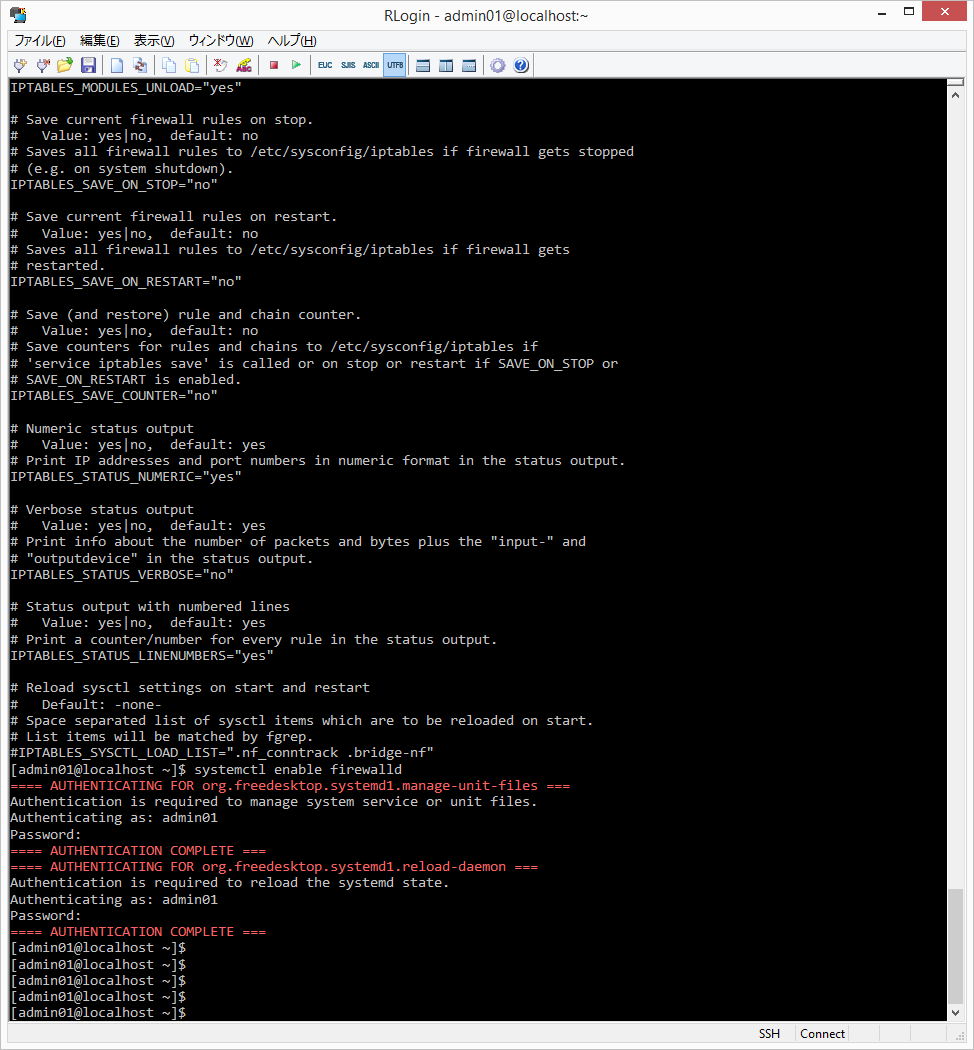 RLogin - admin01@localhost:~
ファイル(F) 編集(E) 表示(V) ウィンドウ(W) ヘルプ(H)
ABC EUC SJIS ASCII UTF8
IPTABLES_MODULES_UNLOAD="yes"
# Save current firewall rules on stop.
#   Value: yes|no,  default: no
# Saves all firewall rules to /etc/sysconfig/iptables if firewall gets stopped
# (e.g. on system shutdown).
IPTABLES_SAVE_ON_STOP="no"
# Save current firewall rules on restart.
#   Value: yes|no,  default: no
# Saves all firewall rules to /etc/sysconfig/iptables if firewall gets
# restarted.
IPTABLES_SAVE_ON_RESTART="no"
# Save (and restore) rule and chain counter.
#   Value: yes|no,  default: no
# Save counters for rules and chains to /etc/sysconfig/iptables if
# 'service iptables save' is called or on stop or restart if SAVE_ON_STOP or
# SAVE_ON_RESTART is enabled.
IPTABLES_SAVE_COUNTER="no"
# Numeric status output
#   Value: yes|no,  default: yes
# Print IP addresses and port numbers in numeric format in the status output.
IPTABLES_STATUS_NUMERIC="yes"
# Verbose status output
#   Value: yes|no,  default: yes
# Print info about the number of packets and bytes plus the "input-" and
# "outputdevice" in the status output.
IPTABLES_STATUS_VERBOSE="no"
# Status output with numbered lines
#   Value: yes|no,  default: yes
# Print a counter/number for every rule in the status output.
IPTABLES_STATUS_LINENUMBERS="yes"
# Reload sysctl settings on start and restart
#   Default: -none-
# Space separated list of sysctl items which are to be reloaded on start.
# List items will be matched by fgrep.
#IPTABLES_SYSCTL_LOAD_LIST=".nf_conntrack .bridge-nf"
[admin01@localhost ~]$ systemctl enable firewalld
==== AUTHENTICATING FOR org.freedesktop.systemd1.manage-unit-files ===
Authentication is required to manage system service or unit files.
Authenticating as: admin01
Password:
==== AUTHENTICATION COMPLETE ===
==== AUTHENTICATING FOR org.freedesktop.systemd1.reload-daemon ===
Authentication is required to reload the systemd state.
Authenticating as: admin01
Password:
==== AUTHENTICATION COMPLETE ===
[admin01@localhost ~]$
[admin01@localhost ~]$
[admin01@localhost ~]$
[admin01@localhost ~]$
[admin01@localhost ~]$
SSH Connect